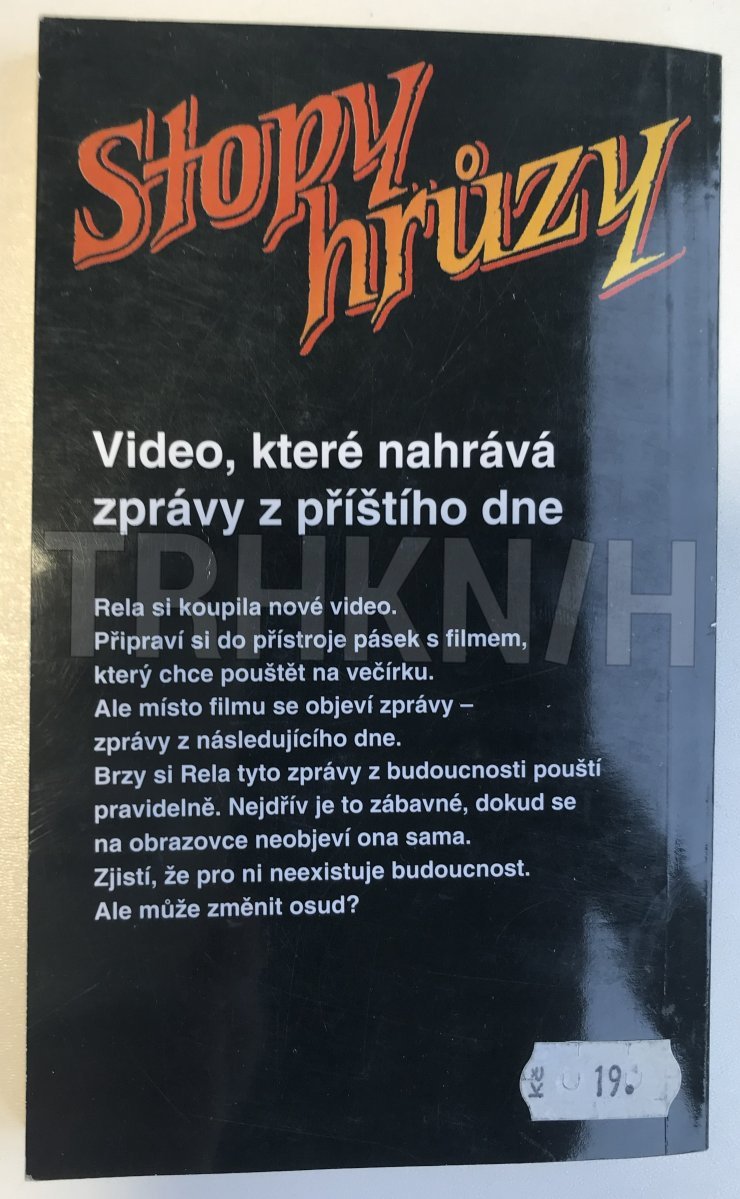 Stopy
hrůzy
Video, které nahrává
zprávy z příštího dne
TRHKNIH
Rela si koupila nové video.
Připraví si do přístroje pásek s filmem,
který chce pouštět na večírku.
Ale místo filmu se objeví zprávy –
zprávy z následujícího dne.
Brzy si Rela tyto zprávy z budoucnosti pouští
pravidelně. Nejdřív je to zábavné, dokud se
na obrazovce neobjeví ona sama.
Zjistí, že pro ni neexistuje budoucnost.
Ale může změnit osud?
Kč 19.